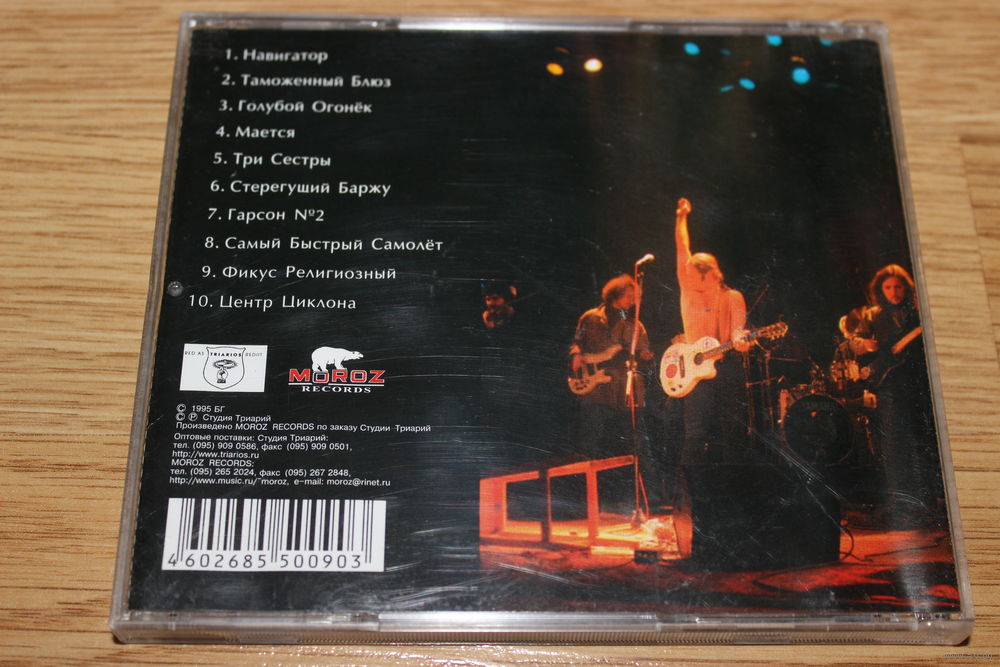 1. Навигатор
2. Таможенный Блюз
3. Голубой Огонёк
4. Мается
5. Три Сестры
6. Стерегущий Баржу
7. Гарсон №2
8. Самый Быстрый Самолёт
9. Фикус Религиозный
10. Центр Циклона
RED AS TRIARIOS REDIIT
MOROZ
RECORDS
© 1995 БГ
© ℗ Студия Триарий
Произведено MOROZ RECORDS по заказу Студии Триарий
Оптовые поставки: Студия Триарий:
тел. (095) 909 0586, факс (095) 909 0501,
http://www.triarios.ru
MOROZ RECORDS:
тел. (095) 265 2024, факс (095) 267 2848,
http://www.music.ru/~moroz, e-mail: moroz@rinet.ru
4 602685 500903